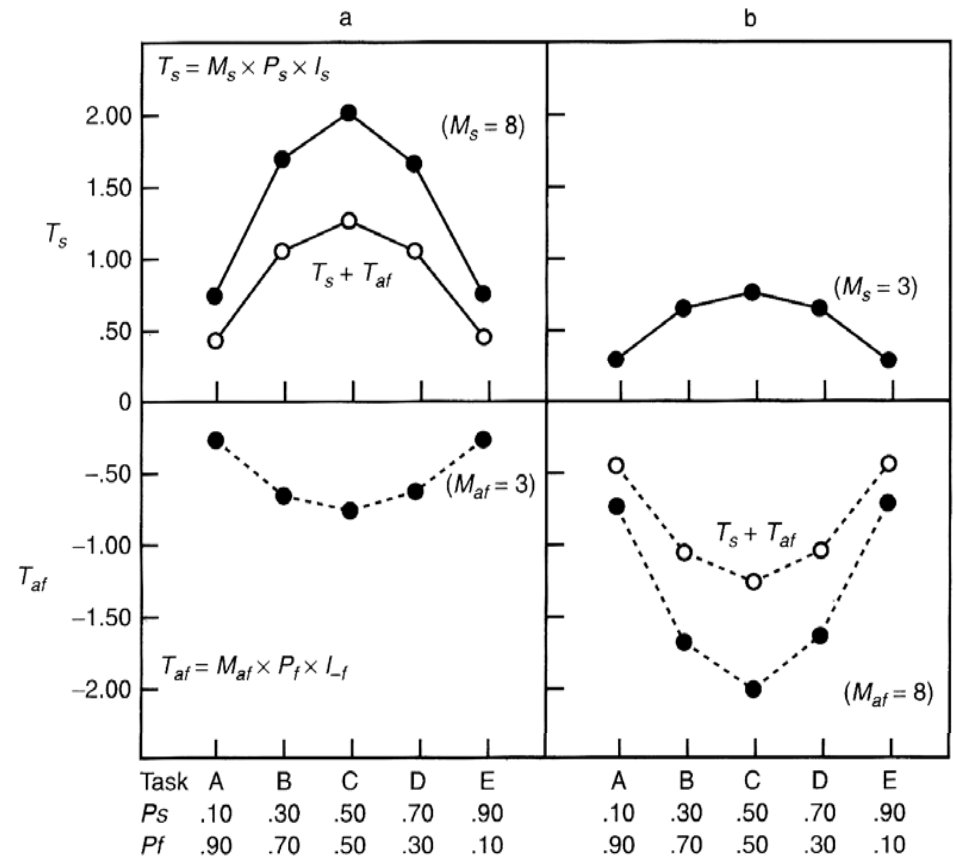 a b
T_s = M_s × P_s × I_s
2.00
(M_s = 8)
1.50
T_s
1.00
T_s + T_af
(M_s = 3)
.50
0
−.50
(M_af = 3)
−1.00
T_s + T_af
T_af
−1.50
T_af = M_af × P_f × I_−f
−2.00
(M_af = 8)
Task A B C D E A B C D E
Ps .10 .30 .50 .70 .90 .10 .30 .50 .70 .90
Pf .90 .70 .50 .30 .10 .90 .70 .50 .30 .10